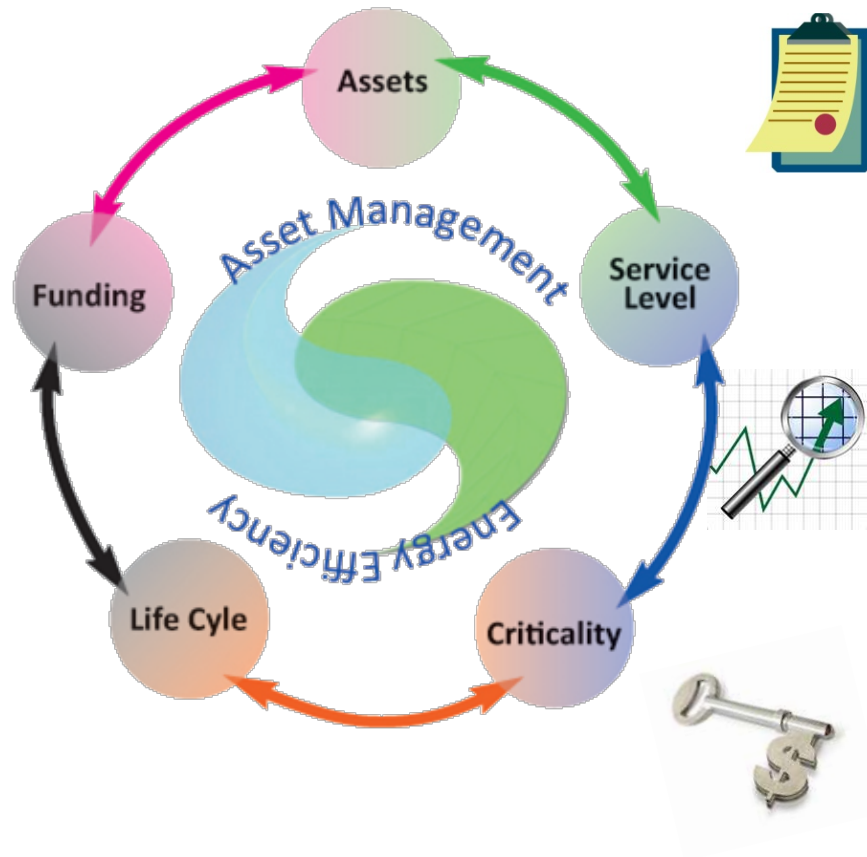 Assets
Asset Management
Service
Level
Funding
Energy Efficiency
Life Cyle
Criticality
$